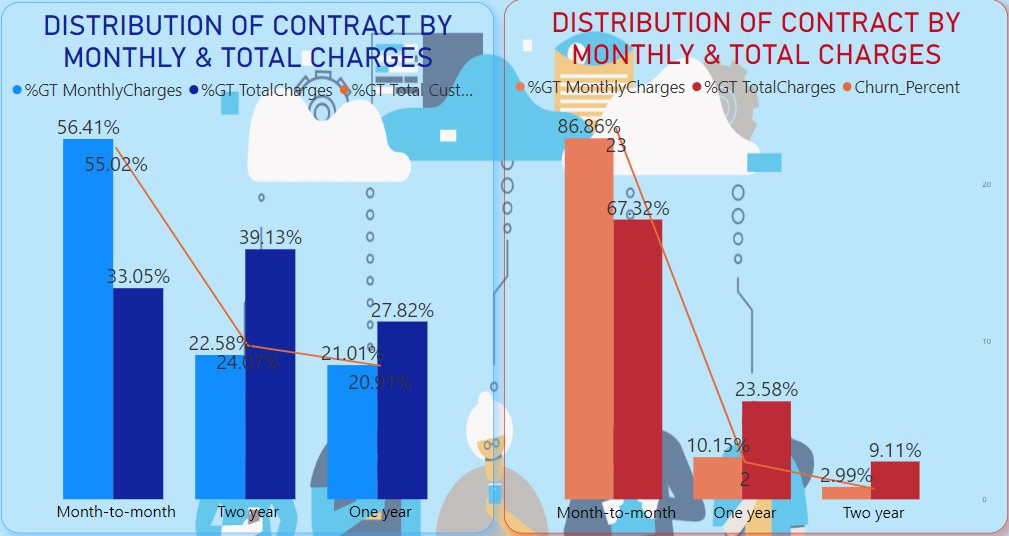 DISTRIBUTION OF CONTRACT BY
MONTHLY & TOTAL CHARGES
%GT MonthlyCharges %GT TotalCharges %GT Total Cust...
56.41%
55.02%
33.05%
39.13%
22.58%
24.07%
27.82%
21.01%
20.91%
Month-to-month Two year One year
DISTRIBUTION OF CONTRACT BY
MONTHLY & TOTAL CHARGES
%GT MonthlyCharges %GT TotalCharges Churn_Percent
86.86%
23
67.32%
20
10
23.58%
10.15%
2
9.11%
2.99%
0
Month-to-month One year Two year